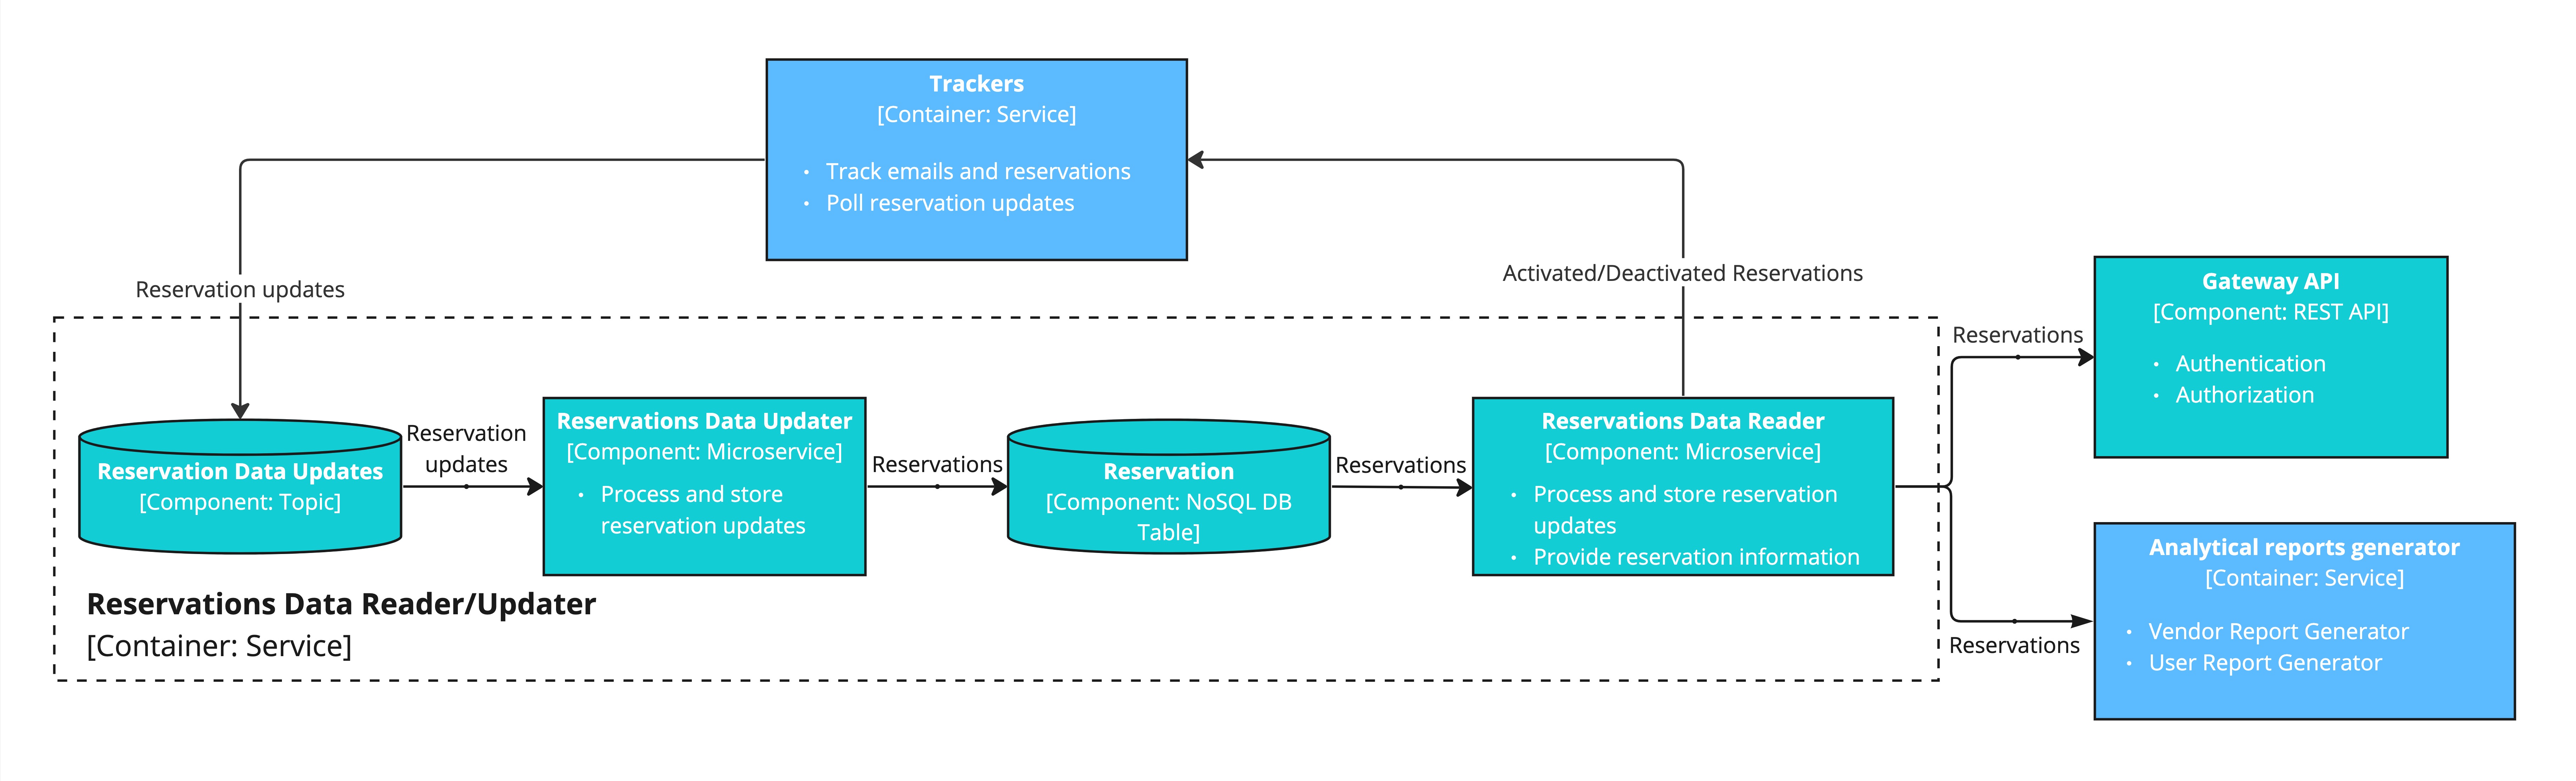 Trackers
[Container: Service]
• Track emails and reservations
• Poll reservation updates
Reservation updates
Activated/Deactivated Reservations
Reservation Data Updates
[Component: Topic]
Reservation
updates
Reservations Data Updater
[Component: Microservice]
• Process and store
reservation updates
Reservations
Reservation
[Component: NoSQL DB
Table]
Reservations
Reservations Data Reader
[Component: Microservice]
• Process and store reservation
updates
• Provide reservation information
Reservations Data Reader/Updater
[Container: Service]
Reservations
Gateway API
[Component: REST API]
• Authentication
• Authorization
Reservations
Analytical reports generator
[Container: Service]
• Vendor Report Generator
• User Report Generator